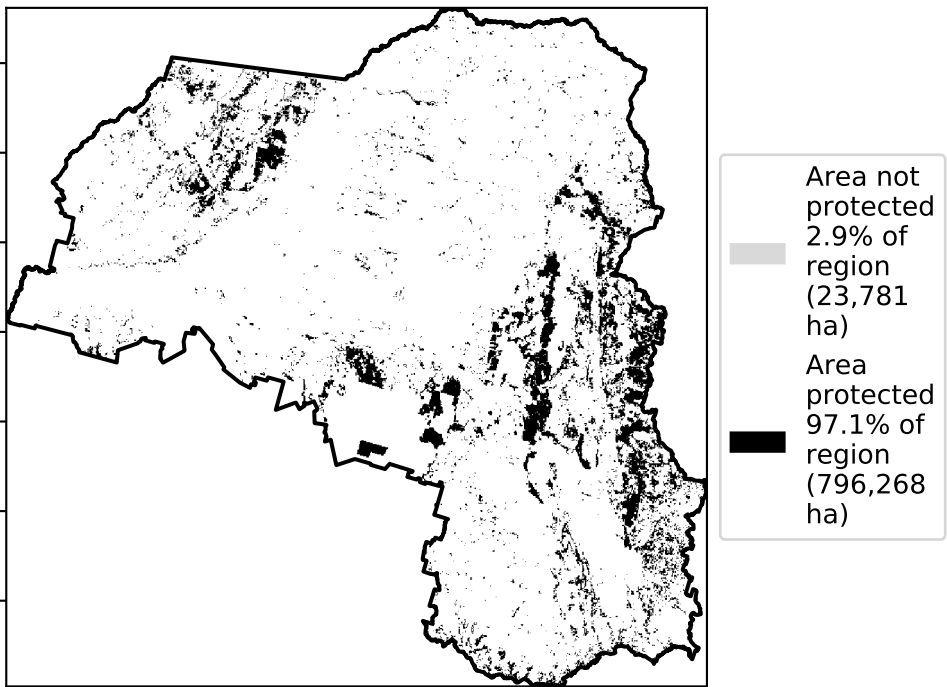 Area not
protected
2.9% of
region
(23,781
ha)
Area
protected
97.1% of
region
(796,268
ha)